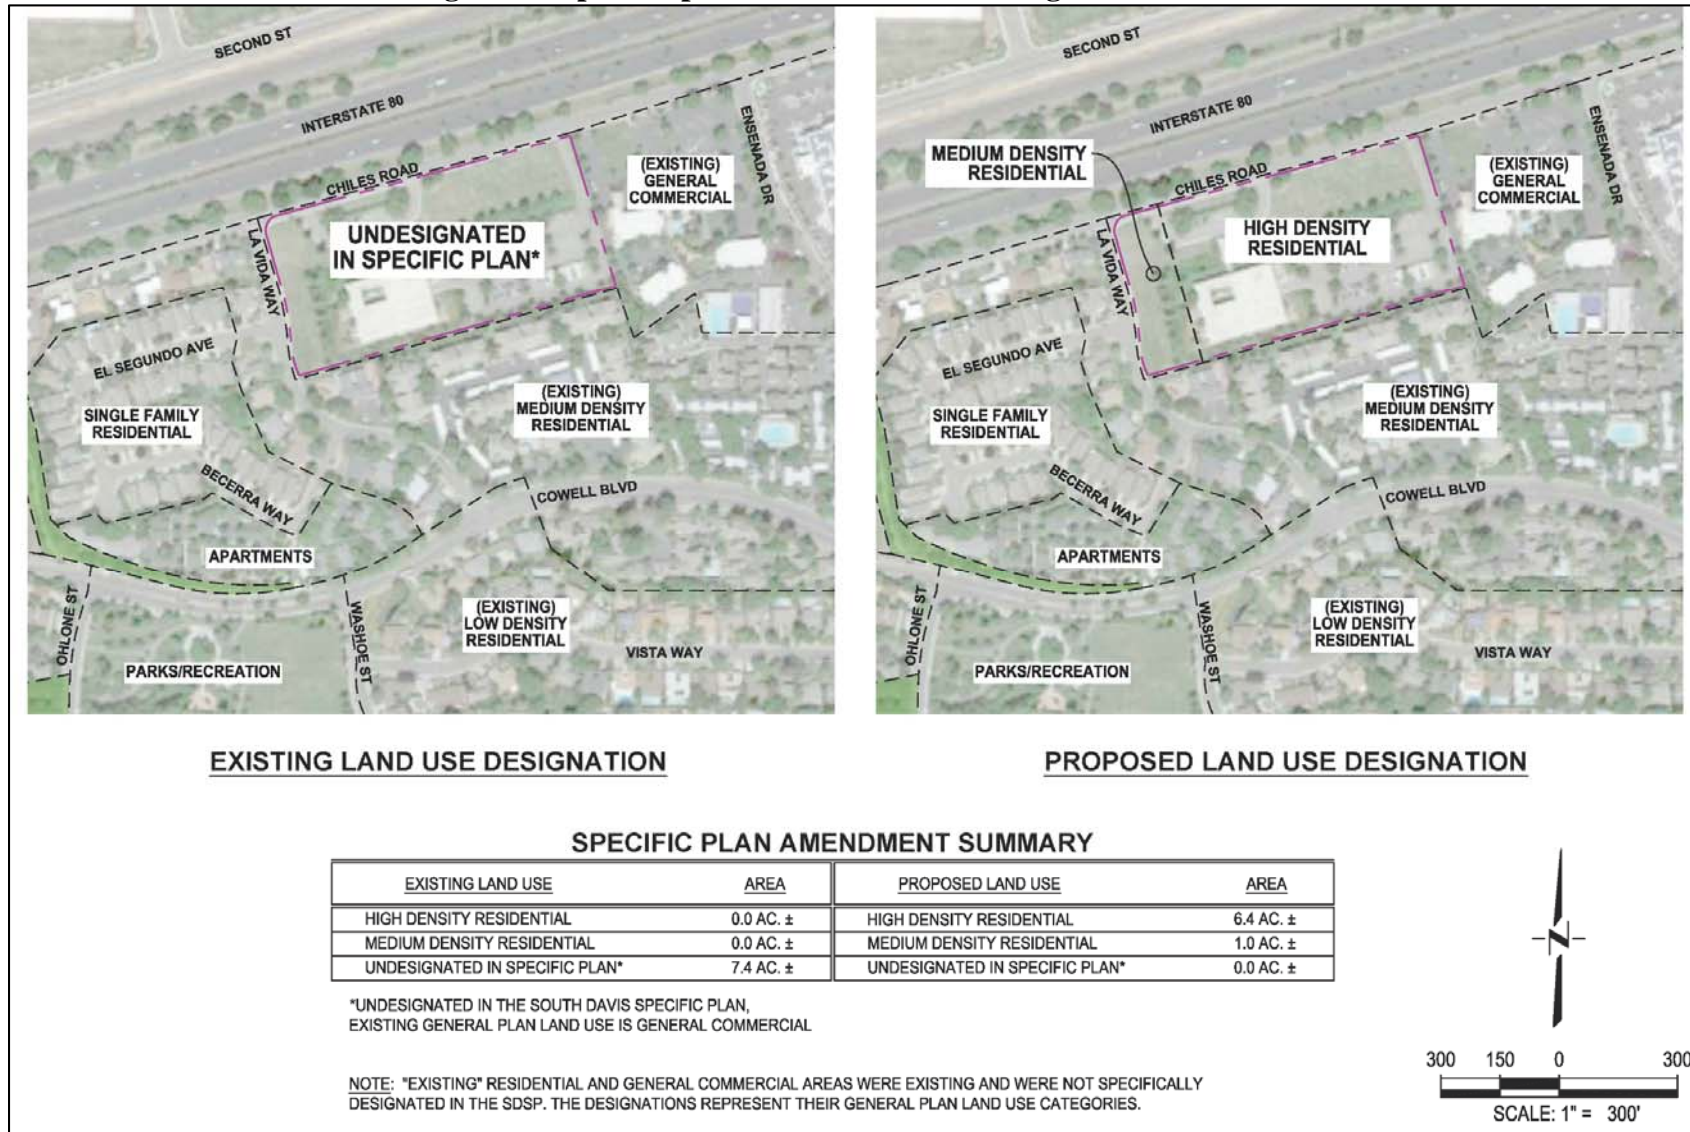 SECOND ST
INTERSTATE 80
CHILES ROAD
ENSENADA DR
(EXISTING)
GENERAL
COMMERCIAL
LA VIDA WAY
UNDESIGNATED
IN SPECIFIC PLAN*
EL SEGUNDO AVE
SINGLE FAMILY
RESIDENTIAL
(EXISTING)
MEDIUM DENSITY
RESIDENTIAL
BECERRA WAY
COWELL BLVD
APARTMENTS
OHLONE ST
WASHOE ST
(EXISTING)
LOW DENSITY
RESIDENTIAL
VISTA WAY
PARKS/RECREATION
SECOND ST
INTERSTATE 80
MEDIUM DENSITY
RESIDENTIAL
CHILES ROAD
ENSENADA DR
(EXISTING)
GENERAL
COMMERCIAL
LA VIDA WAY
HIGH DENSITY
RESIDENTIAL
EL SEGUNDO AVE
SINGLE FAMILY
RESIDENTIAL
(EXISTING)
MEDIUM DENSITY
RESIDENTIAL
BECERRA WAY
COWELL BLVD
APARTMENTS
OHLONE ST
WASHOE ST
(EXISTING)
LOW DENSITY
RESIDENTIAL
VISTA WAY
PARKS/RECREATION
EXISTING LAND USE DESIGNATION
PROPOSED LAND USE DESIGNATION
SPECIFIC PLAN AMENDMENT SUMMARY
EXISTING LAND USE AREA PROPOSED LAND USE AREA
HIGH DENSITY RESIDENTIAL 0.0 AC. ± HIGH DENSITY RESIDENTIAL 6.4 AC. ±
MEDIUM DENSITY RESIDENTIAL 0.0 AC. ± MEDIUM DENSITY RESIDENTIAL 1.0 AC. ±
UNDESIGNATED IN SPECIFIC PLAN* 7.4 AC. ± UNDESIGNATED IN SPECIFIC PLAN* 0.0 AC. ±
*UNDESIGNATED IN THE SOUTH DAVIS SPECIFIC PLAN,
EXISTING GENERAL PLAN LAND USE IS GENERAL COMMERCIAL
NOTE: "EXISTING" RESIDENTIAL AND GENERAL COMMERCIAL AREAS WERE EXISTING AND WERE NOT SPECIFICALLY
DESIGNATED IN THE SDSP. THE DESIGNATIONS REPRESENT THEIR GENERAL PLAN LAND USE CATEGORIES.
N
300 150 0 300
SCALE: 1" = 300'